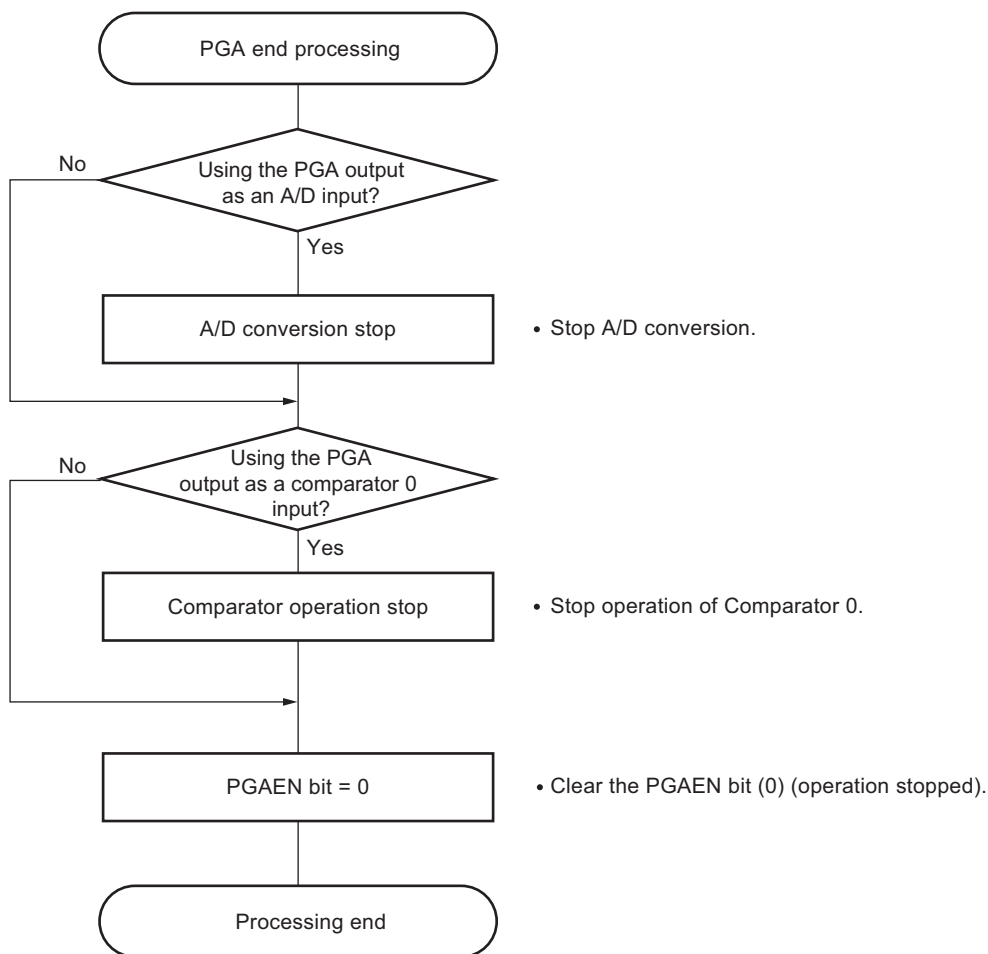 PGA end processing
No
Using the PGA output
as an A/D input?
Yes
A/D conversion stop
• Stop A/D conversion.
No
Using the PGA
output as a comparator 0
input?
Yes
Comparator operation stop
• Stop operation of Comparator 0.
PGAEN bit = 0
• Clear the PGAEN bit (0) (operation stopped).
Processing end